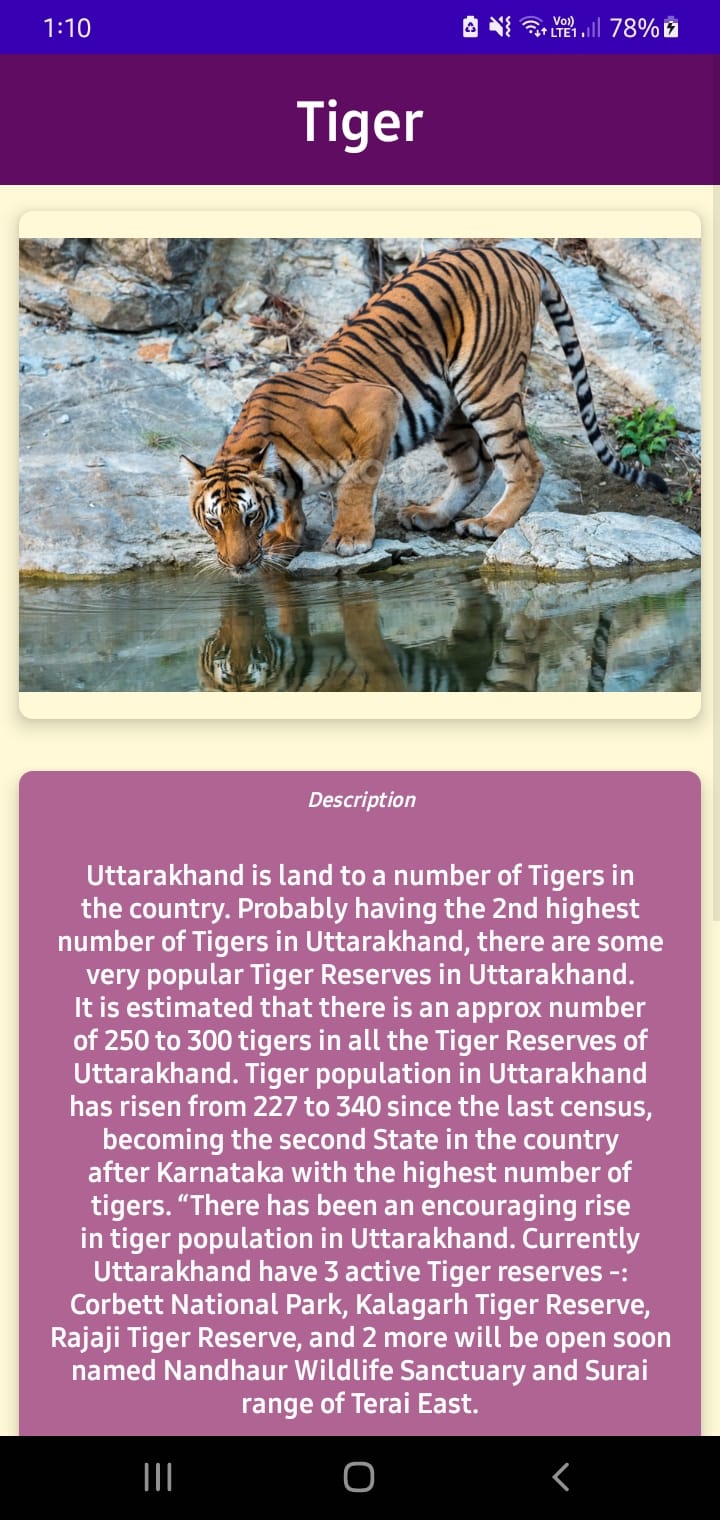 1:10
Vo))
LTE1
78%
Tiger
Description
Uttarakhand is land to a number of Tigers in
the country. Probably having the 2nd highest
number of Tigers in Uttarakhand, there are some
very popular Tiger Reserves in Uttarakhand.
It is estimated that there is an approx number
of 250 to 300 tigers in all the Tiger Reserves of
Uttarakhand. Tiger population in Uttarakhand
has risen from 227 to 340 since the last census,
becoming the second State in the country
after Karnataka with the highest number of
tigers. “There has been an encouraging rise
in tiger population in Uttarakhand. Currently
Uttarakhand have 3 active Tiger reserves -:
Corbett National Park, Kalagarh Tiger Reserve,
Rajaji Tiger Reserve, and 2 more will be open soon
named Nandhaur Wildlife Sanctuary and Surai
range of Terai East.